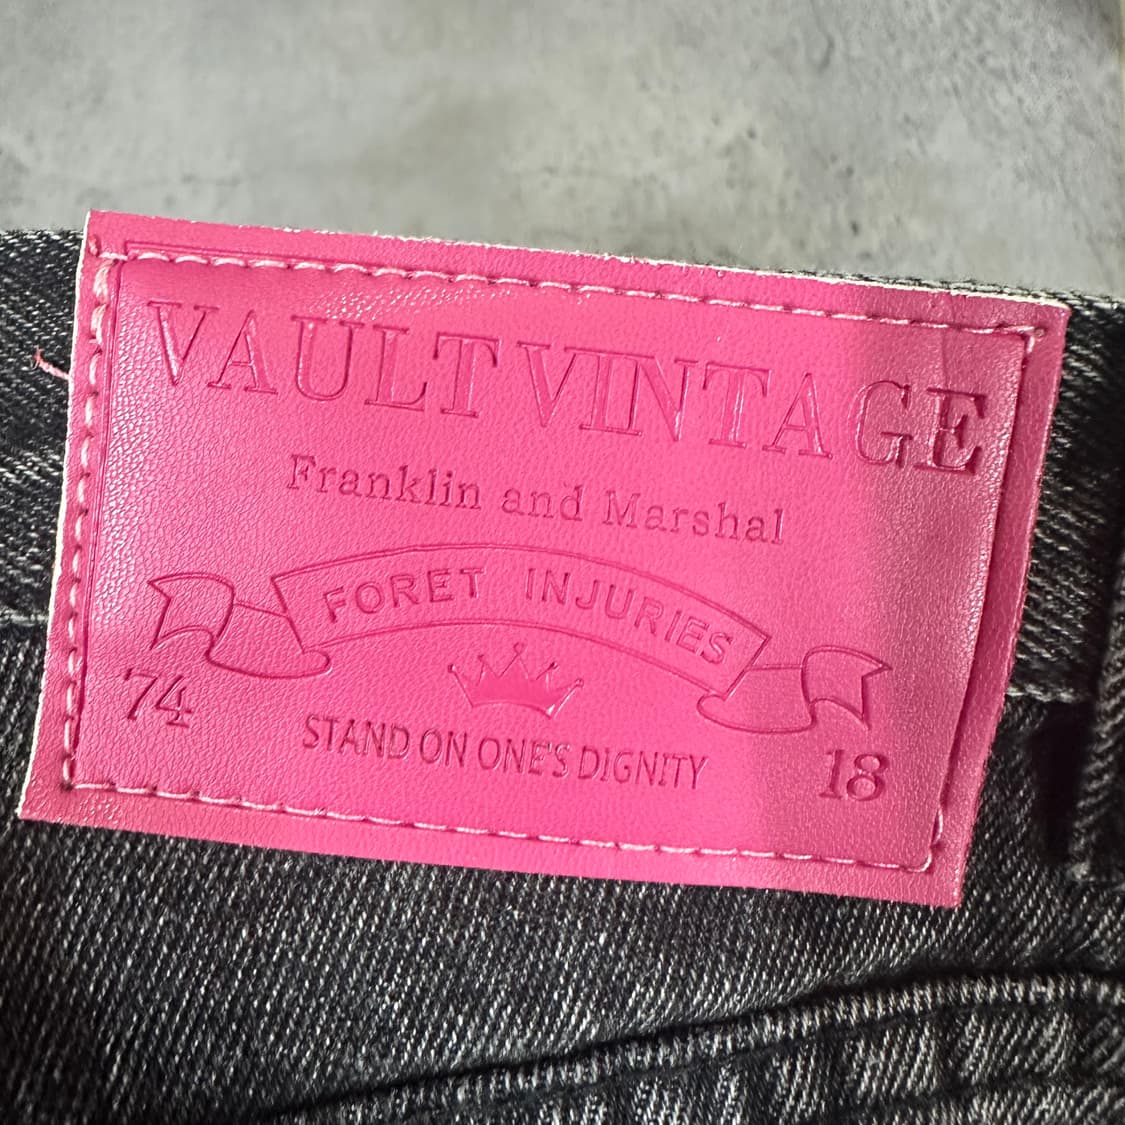 VAULT VINTAGE
Franklin and Marshal
FORET INJURIES
74
STAND ON ONE'S DIGNITY
18